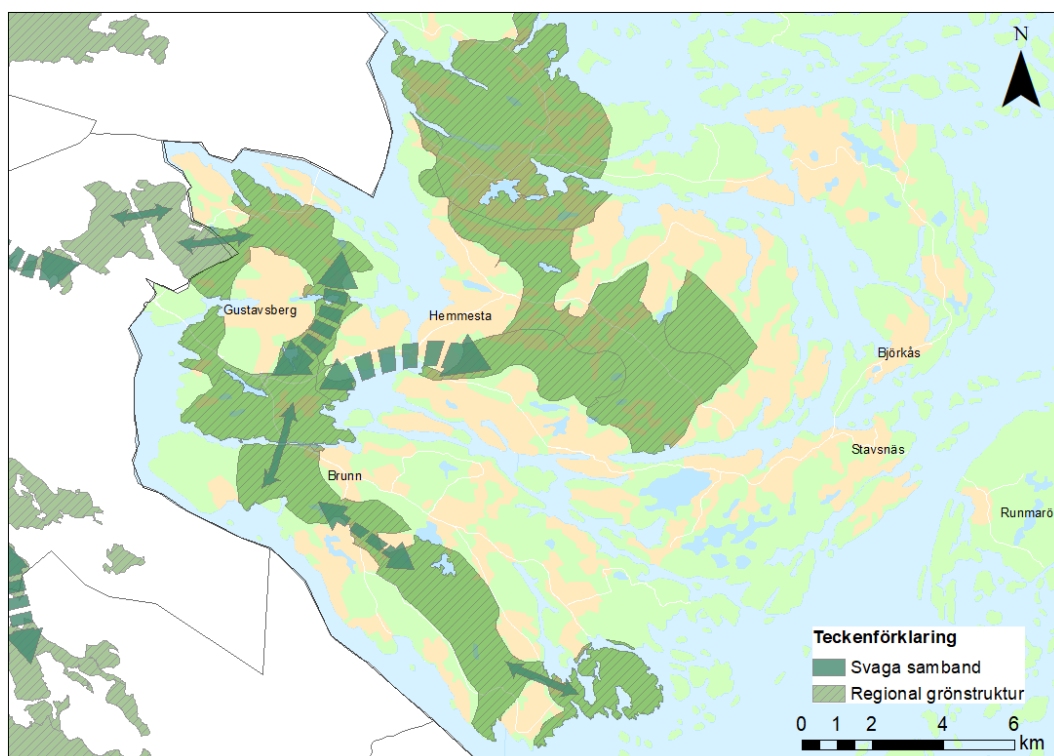 N
Gustavsberg
Hemmesta
Björkås
Stavsnäs
Brunn
Runmarö
Teckenförklaring
Svaga samband
Regional grönstruktur
0 1 2 4 6
km